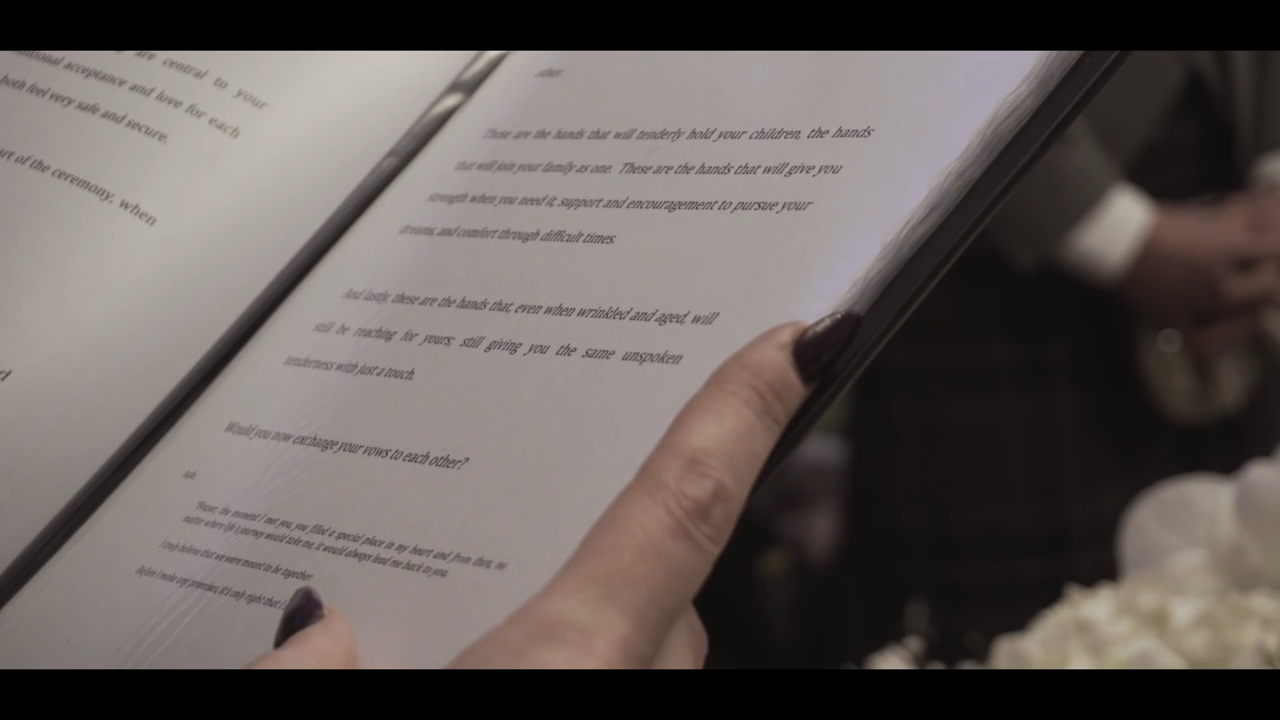 are central to your
acceptance and love for each
both feel very safe and secure.
of the ceremony, when
other.
These are the hands that will tenderly hold your children, the hands
that will join your family as one. These are the hands that will give you
strength when you need it, support and encouragement to pursue your
dreams, and comfort through difficult times.
And lastly, these are the hands that, even when wrinkled and aged, will
still be reaching for yours; still giving you the same unspoken
tenderness with just a touch.
Would you now exchange your vows to each other?
"Fraser, the moment I met you, you filled a special place in my heart and from then, no
matter where life's journey would take me, it would always lead me back to you.
I truly believe that we were meant to be together.
Before I make any promises, it's only right that I